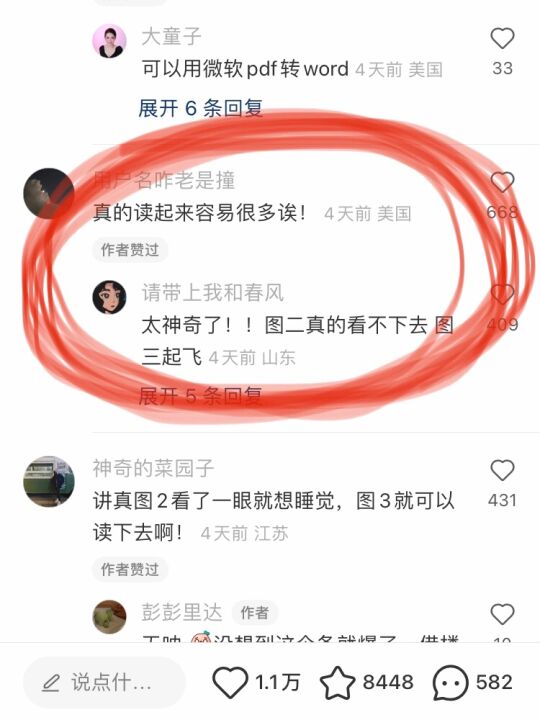 大童子
可以用微软pdf转word 4天前 美国
33
展开 6 条回复
用户名咋老是撞
真的读起来容易很多诶！ 4天前 美国
668
作者赞过
请带上我和春风
太神奇了！！图二真的看不下去 图
三起飞 4天前 山东
409
展开 5 条回复
神奇的菜园子
讲真图2看了一眼就想睡觉，图3就可以
读下去啊！ 4天前 江苏
431
作者赞过
彭彭里达 作者
说点什... 1.1万 8448 582